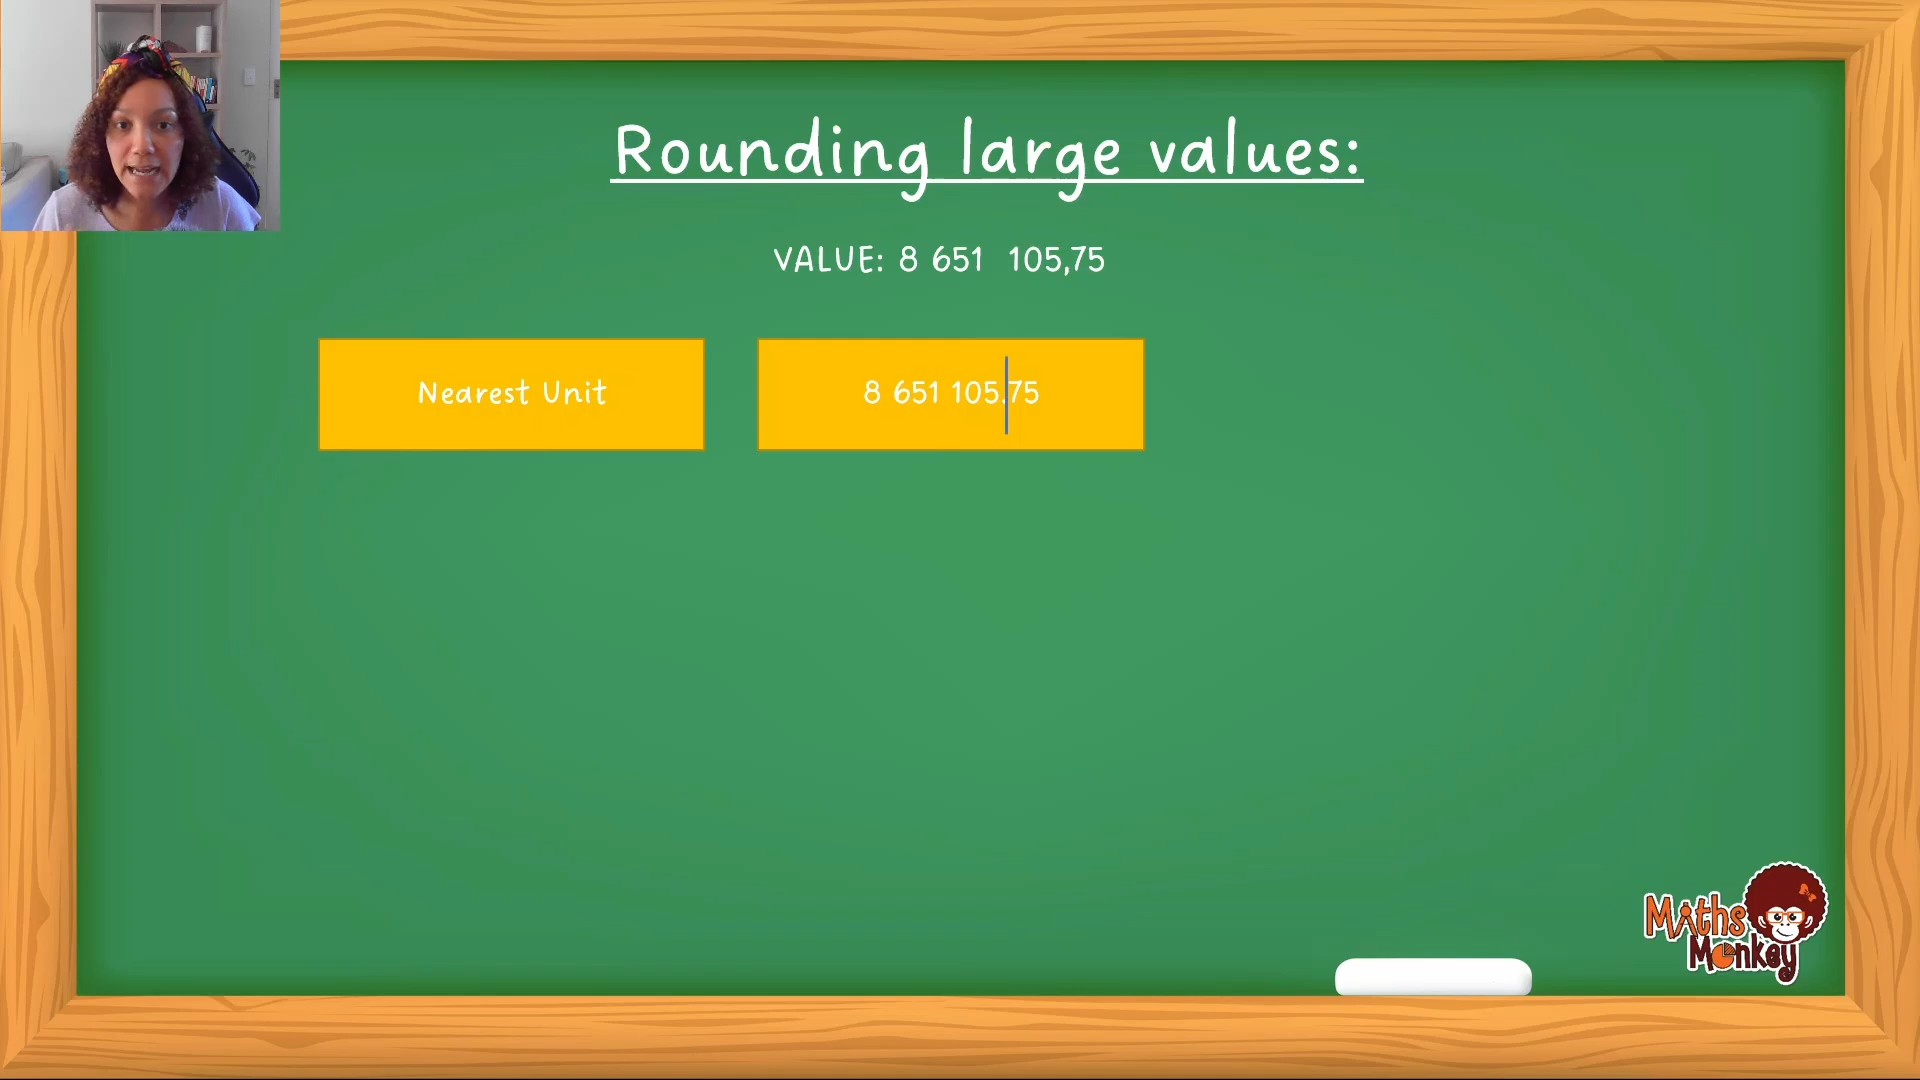 Rounding large values:
VALUE: 8 651  105,75
Nearest Unit
8 651 105.75
Maths
Monkey